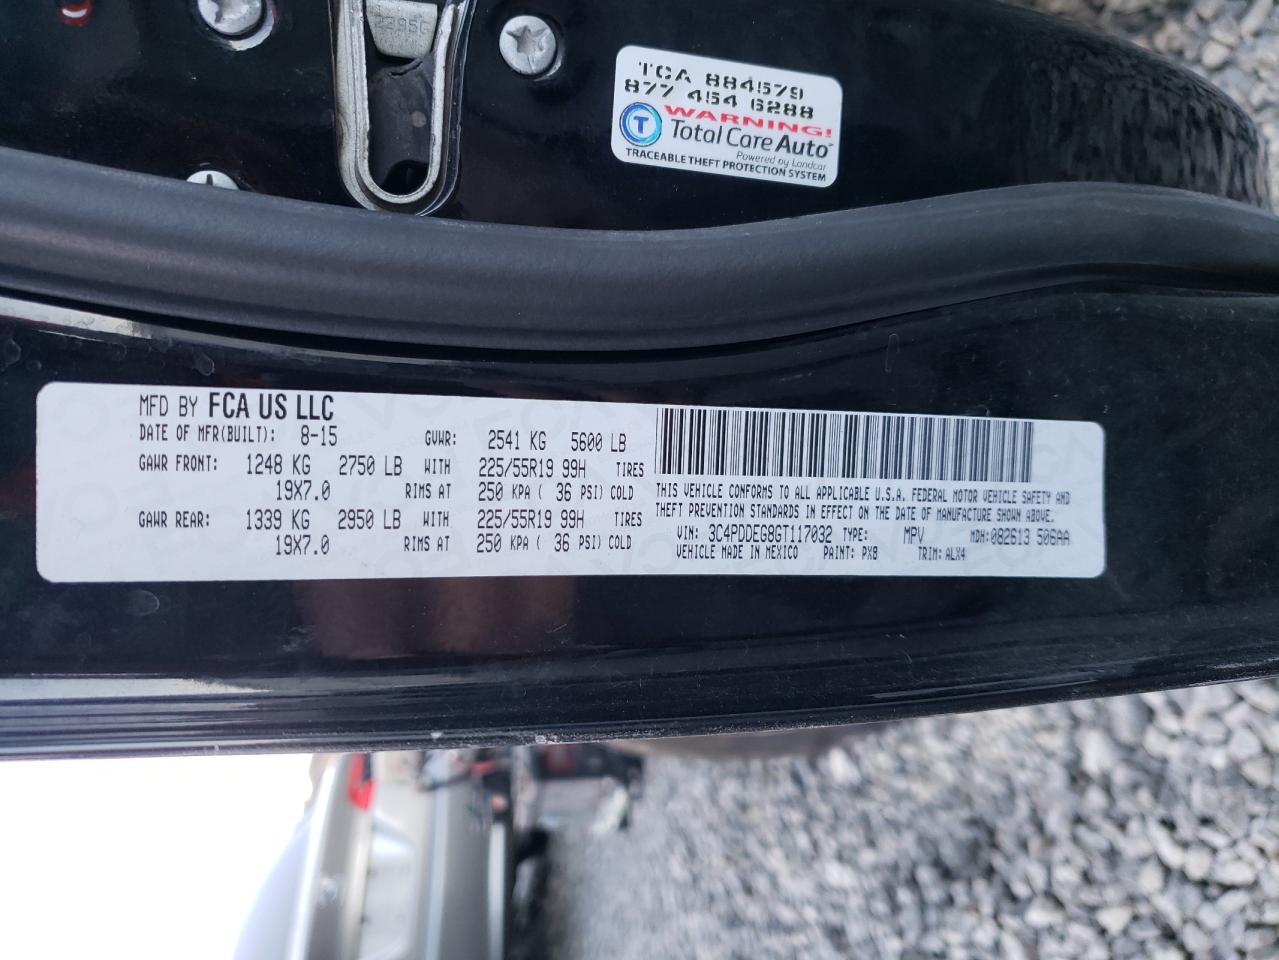 2295C
TCA 884579
877 454 6288
WARNING!
T Total Care Auto
Powered by Landcar
TRACEABLE THEFT PROTECTION SYSTEM
MFD BY FCA US LLC
DATE OF MFR(BUILT): 8-15 GVWR: 2541 KG 5600 LB
GAWR FRONT: 1248 KG 2750 LB WITH 225/55R19 99H TIRES
19X7.0 RIMS AT 250 KPA ( 36 PSI) COLD
GAWR REAR: 1339 KG 2950 LB WITH 225/55R19 99H TIRES
19X7.0 RIMS AT 250 KPA ( 36 PSI) COLD
THIS VEHICLE CONFORMS TO ALL APPLICABLE U.S.A. FEDERAL MOTOR VEHICLE SAFETY AND
THEFT PREVENTION STANDARDS IN EFFECT ON THE DATE OF MANUFACTURE SHOWN ABOVE.
VIN: 3C4PDDEG8GT117032 TYPE: MPV MDH: 082613 506AA
VEHICLE MADE IN MEXICO PAINT: PX8 TRIM: ALX4